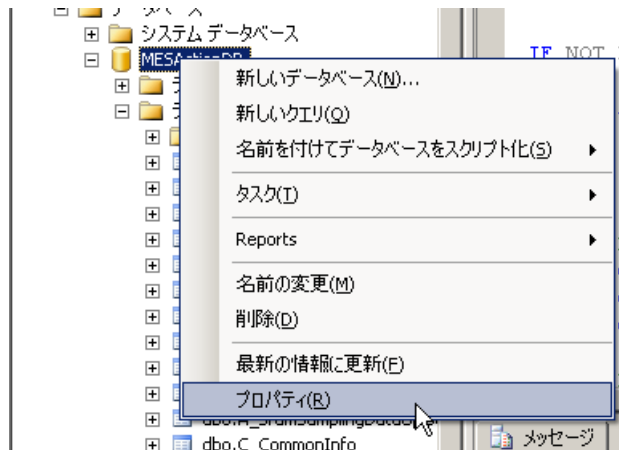 システム データベース
IF NOT
新しいデータベース(N)...
新しいクエリ(Q)
名前を付けてデータベースをスクリプト化(S)
タスク(T)
Reports
名前の変更(M)
削除(D)
最新の情報に更新(F)
プロパティ(R)
メッセージ
dbo.C_CommonInfo